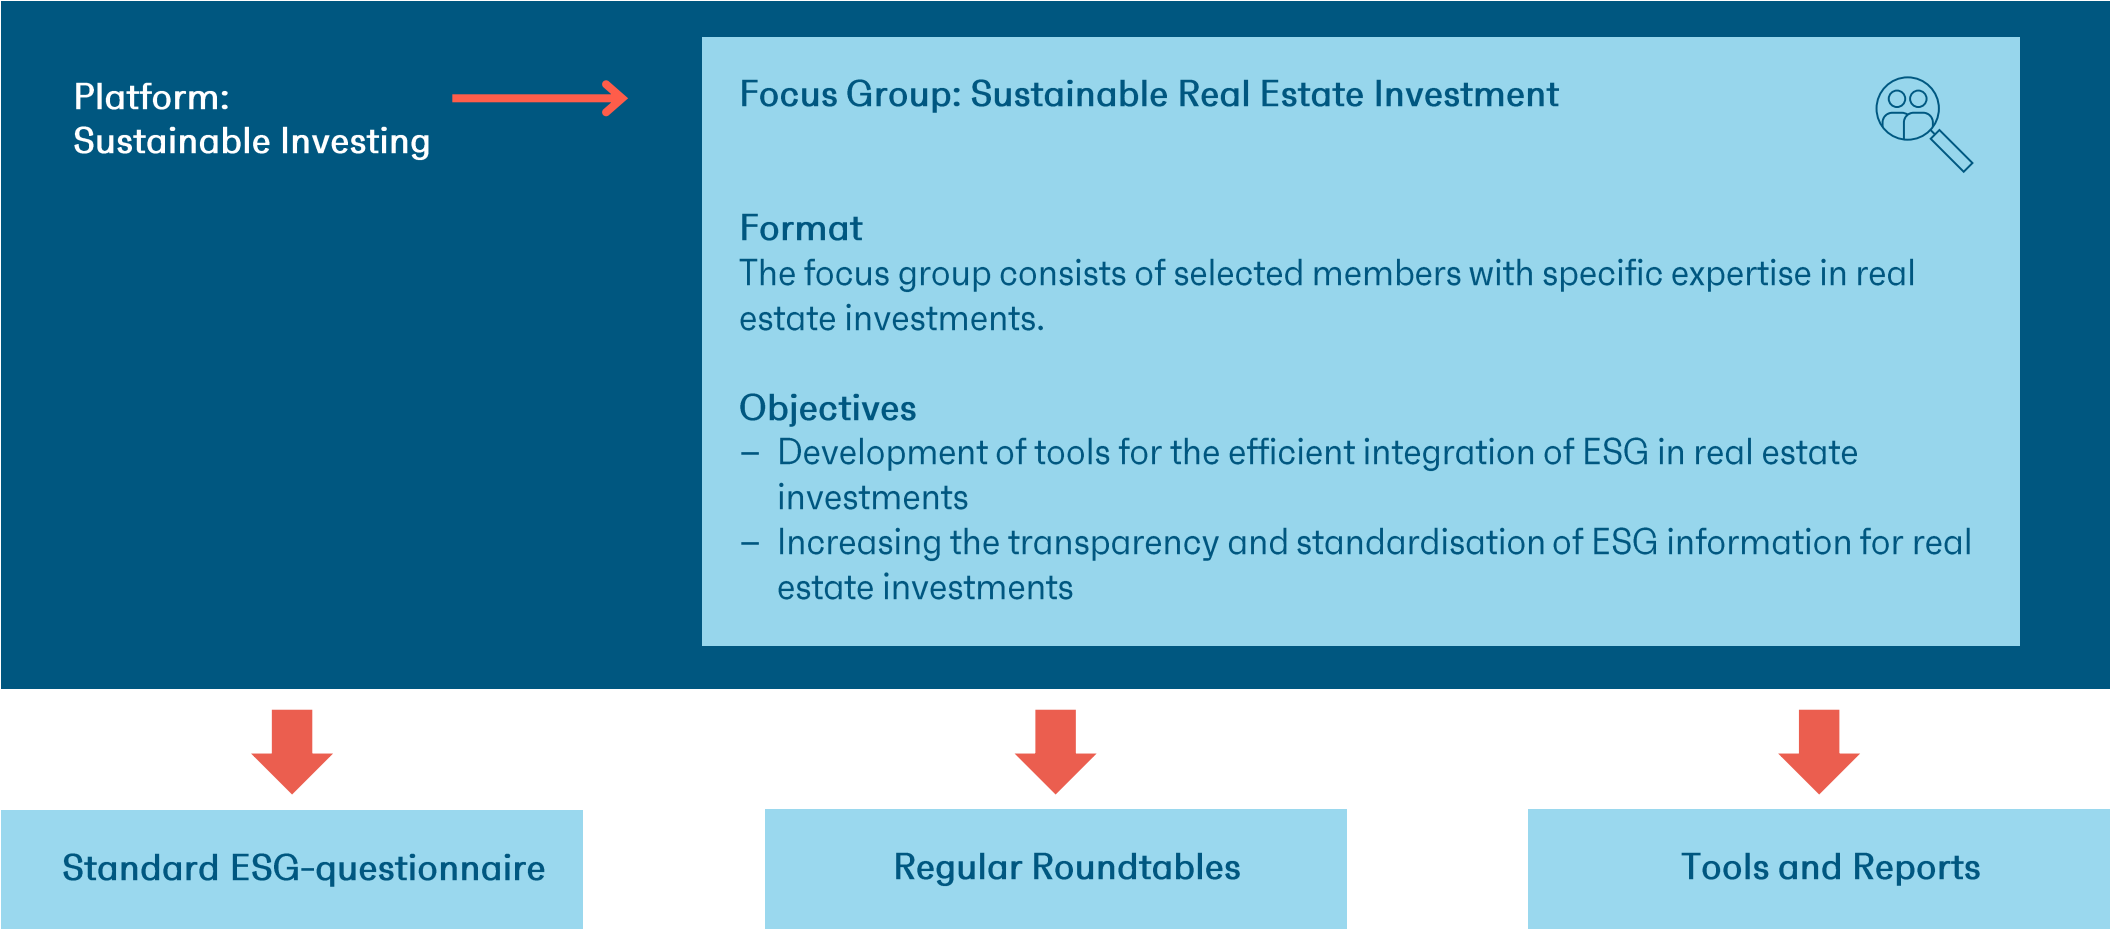 Platform:
Sustainable Investing
Focus Group: Sustainable Real Estate Investment
Format
The focus group consists of selected members with specific expertise in real
estate investments.
Objectives
– Development of tools for the efficient integration of ESG in real estate
investments
– Increasing the transparency and standardisation of ESG information for real
estate investments
Standard ESG-questionnaire
Regular Roundtables
Tools and Reports